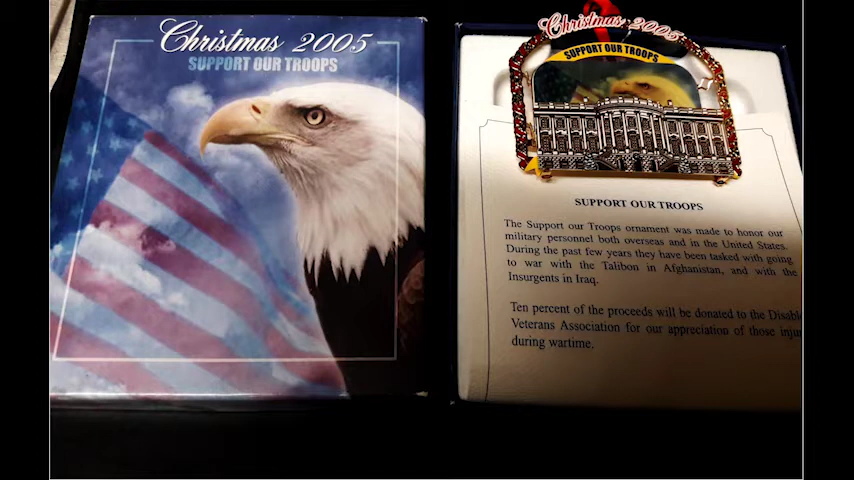 Christmas 2005
SUPPORT OUR TROOPS
Christmas 2005
SUPPORT OUR TROOPS
SUPPORT OUR TROOPS
The Support our Troops ornament was made to honor our
military personnel both overseas and in the United States.
During the past few years they have been tasked with going
to war with the Talibon in Afghanistan, and with the
Insurgents in Iraq.
Ten percent of the proceeds will be donated to the Disabl
Veterans Association for our appreciation of those injur
during wartime.